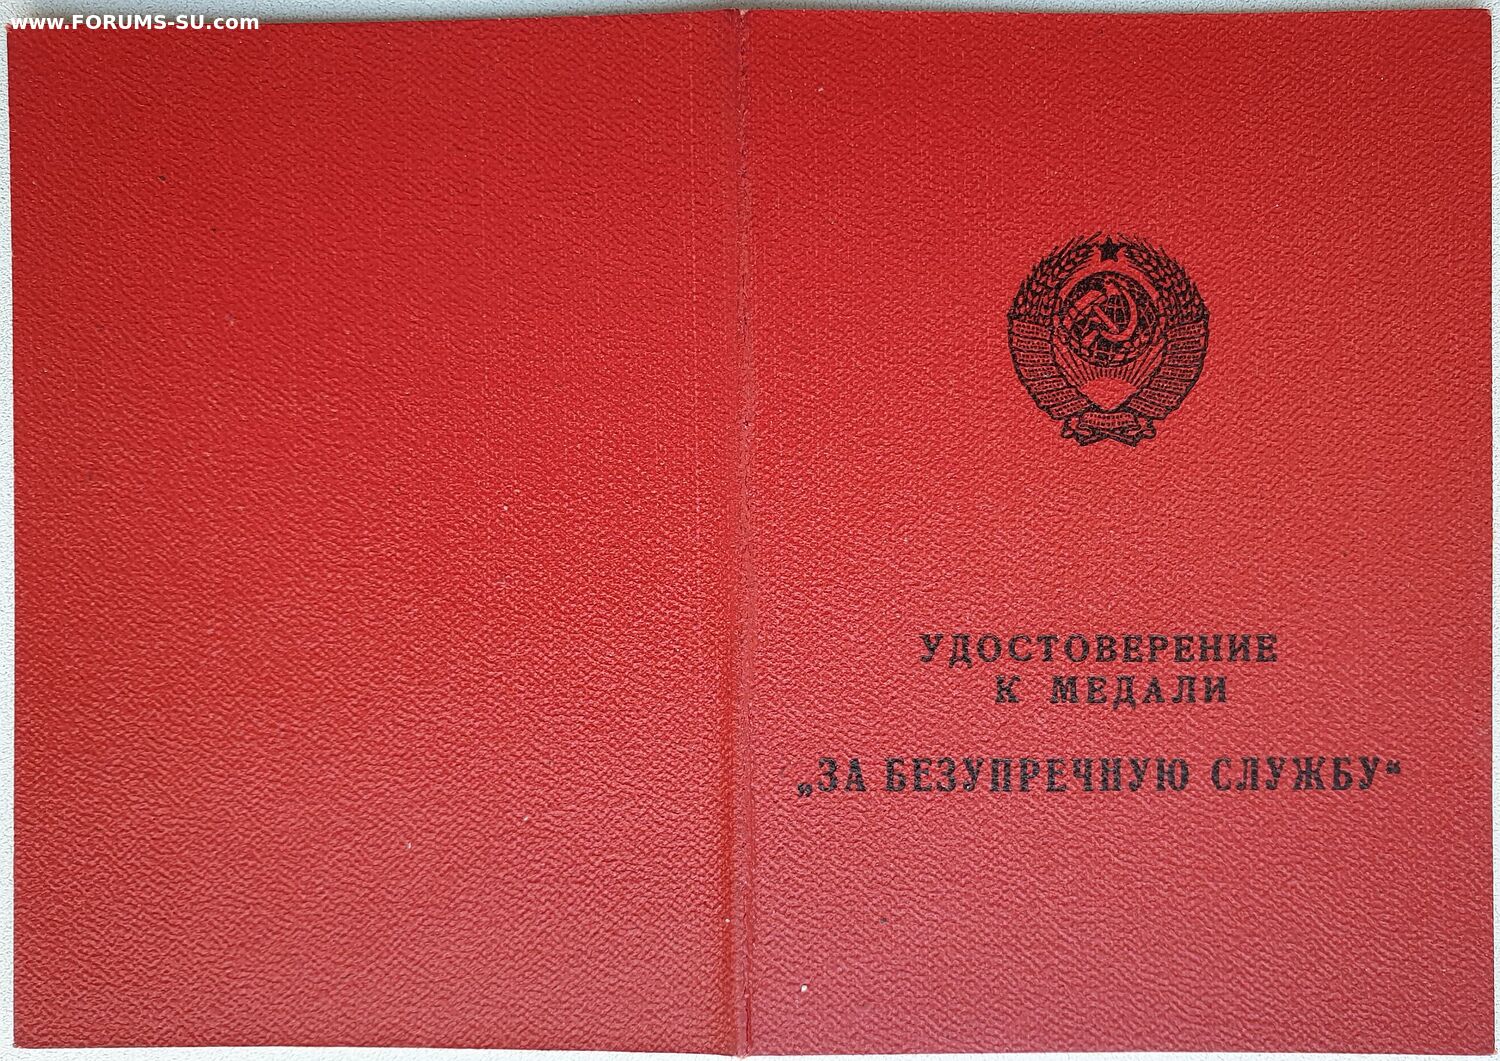 www.FORUMS-SU.com
УДОСТОВЕРЕНИЕ
К МЕДАЛИ
„ЗА БЕЗУПРЕЧНУЮ СЛУЖБУ“